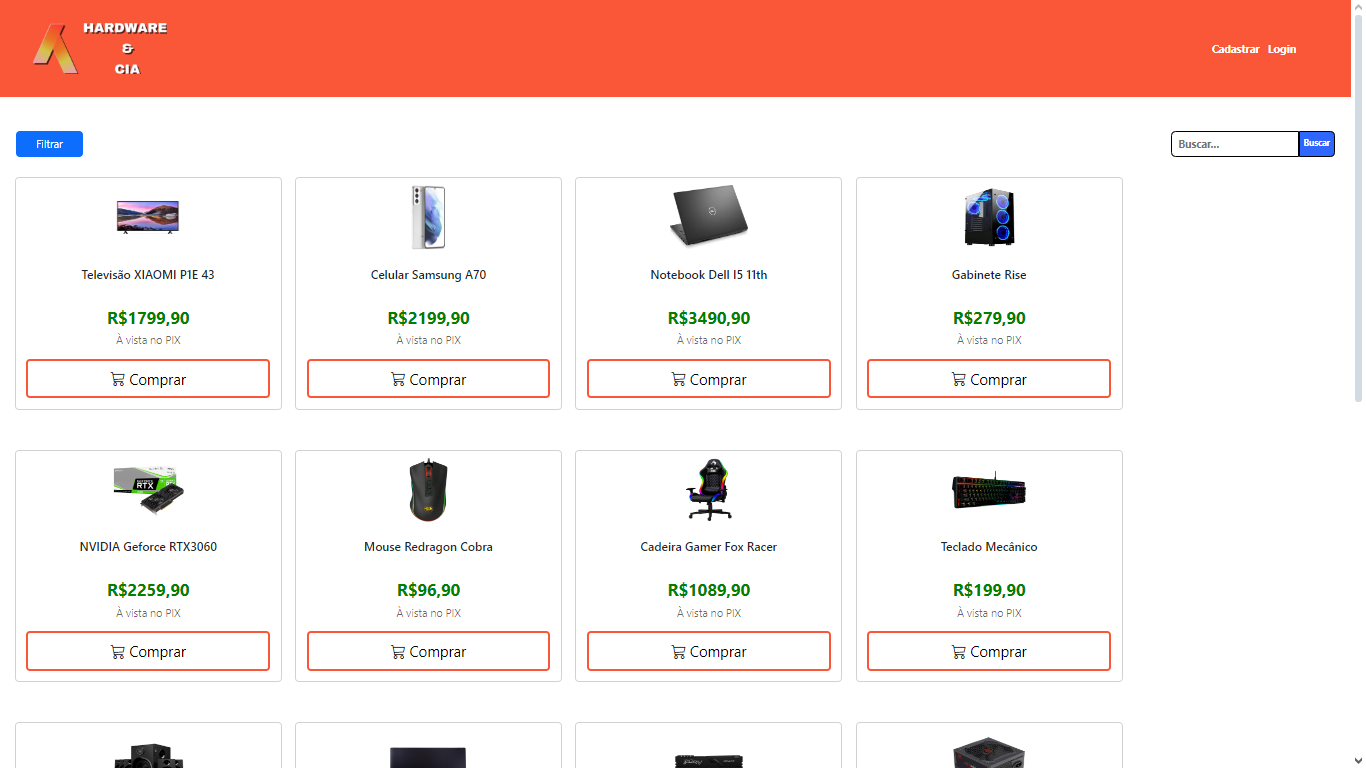 HARDWARE
&
CIA
Cadastrar Login
Filtrar
Buscar...
Buscar
Televisão XIAOMI P1E 43
R$1799,90
À vista no PIX
Comprar
Celular Samsung A70
R$2199,90
À vista no PIX
Comprar
Notebook Dell I5 11th
R$3490,90
À vista no PIX
Comprar
Gabinete Rise
R$279,90
À vista no PIX
Comprar
RTX
NVIDIA Geforce RTX3060
R$2259,90
À vista no PIX
Comprar
Mouse Redragon Cobra
R$96,90
À vista no PIX
Comprar
Cadeira Gamer Fox Racer
R$1089,90
À vista no PIX
Comprar
Teclado Mecânico
R$199,90
À vista no PIX
Comprar